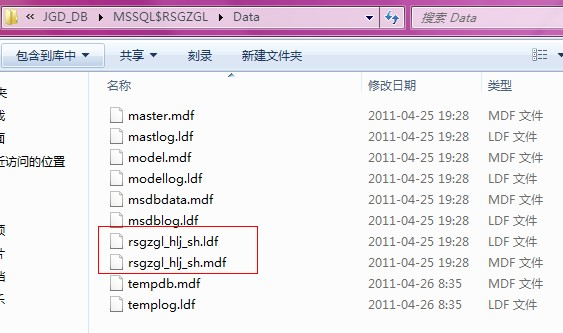 « JGD_DB ▸ MSSQL$RSGZGL ▸ Data 搜索 Data
包含到库中 共享 刻录 新建文件夹
名称 修改日期 类型
master.mdf 2011-04-25 19:28 MDF 文件
mastlog.ldf 2011-04-25 19:28 LDF 文件
model.mdf 2011-04-25 19:28 MDF 文件
modellog.ldf 2011-04-25 19:28 LDF 文件
近访问的位置 msdbdata.mdf 2011-04-25 19:28 MDF 文件
msdblog.ldf 2011-04-25 19:28 LDF 文件
rsgzgl_hlj_sh.ldf 2011-04-25 19:28 LDF 文件
rsgzgl_hlj_sh.mdf 2011-04-25 19:28 MDF 文件
tempdb.mdf 2011-04-26 8:35 MDF 文件
templog.ldf 2011-04-26 8:35 LDF 文件